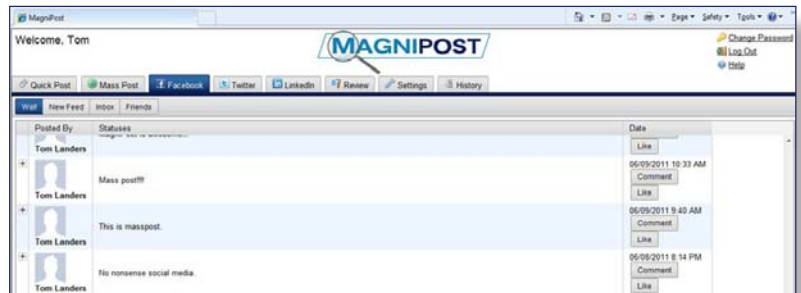 MagniPost
Page Safety Tools
Welcome, Tom
MAGNIPOST
Change Password
Log Out
Help
Quick Post Mass Post Facebook Twitter LinkedIn Review Settings History
Wall New Feed Inbox Friends
Posted By Statuses Date
Tom Landers Like
06/09/2011 10:33 AM
Mass post!!!! Comment
Like
Tom Landers
06/09/2011 9:40 AM
This is masspost. Comment
Like
Tom Landers
06/08/2011 8:14 PM
No nonsense social media. Comment
Like
Tom Landers